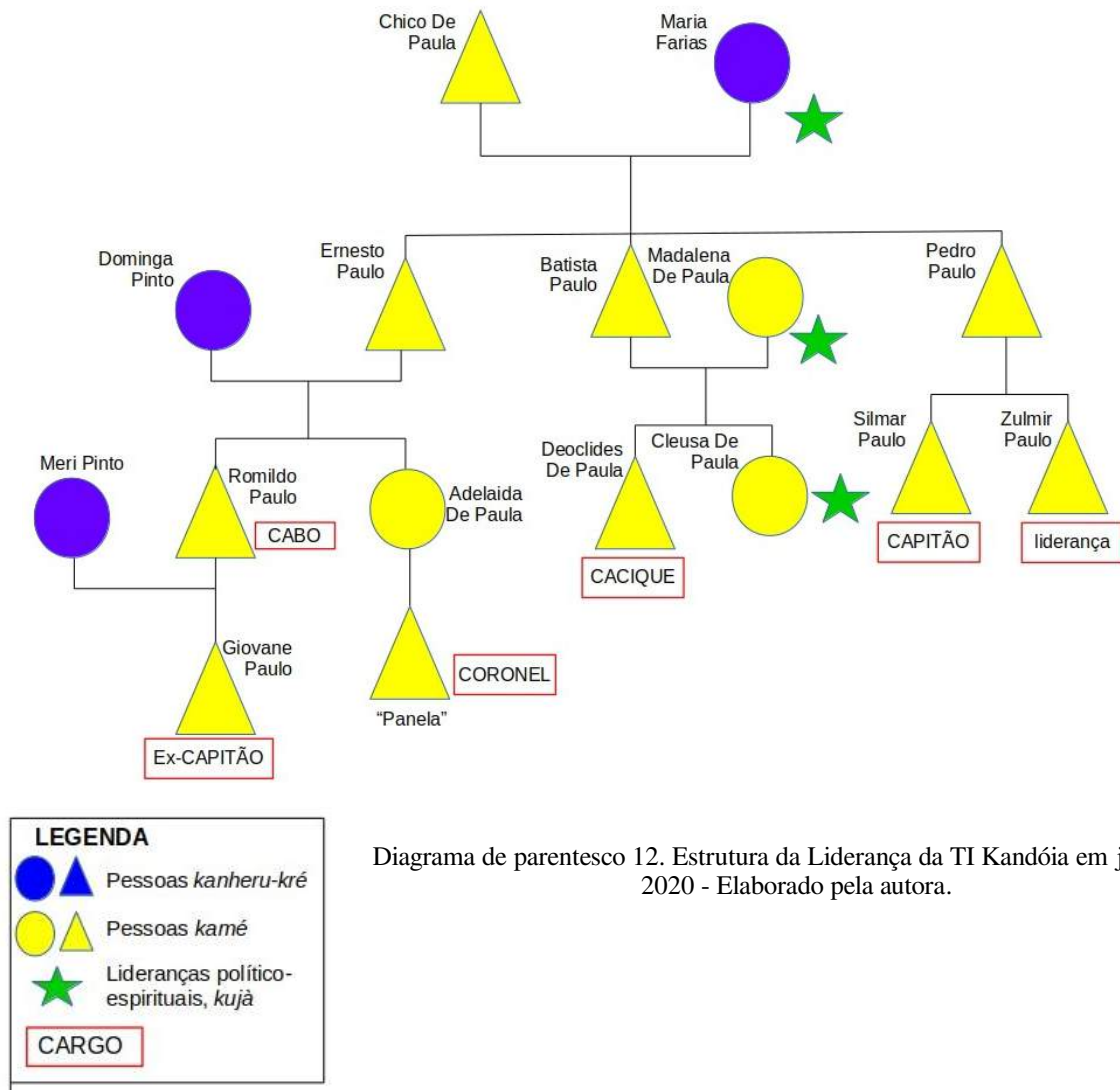 Chico De
Paula
Maria
Farias
Dominga
Pinto
Ernesto
Paulo
Batista
Paulo
Madalena
De Paula
Pedro
Paulo
Meri Pinto
Romildo
Paulo
CABO
Adelaida
De Paula
Deoclides
De Paula
CACIQUE
Cleusa De
Paula
Silmar
Paulo
CAPITÃO
Zulmir
Paulo
liderança
Giovane
Paulo
Ex-CAPITÃO
CORONEL
“Panela”
LEGENDA
Pessoas kanheru-kré
Pessoas kamé
Lideranças político-
espirituais, kujà
CARGO
Diagrama de parentesco 12. Estrutura da Liderança da TI Kandóia em
2020 - Elaborado pela autora.